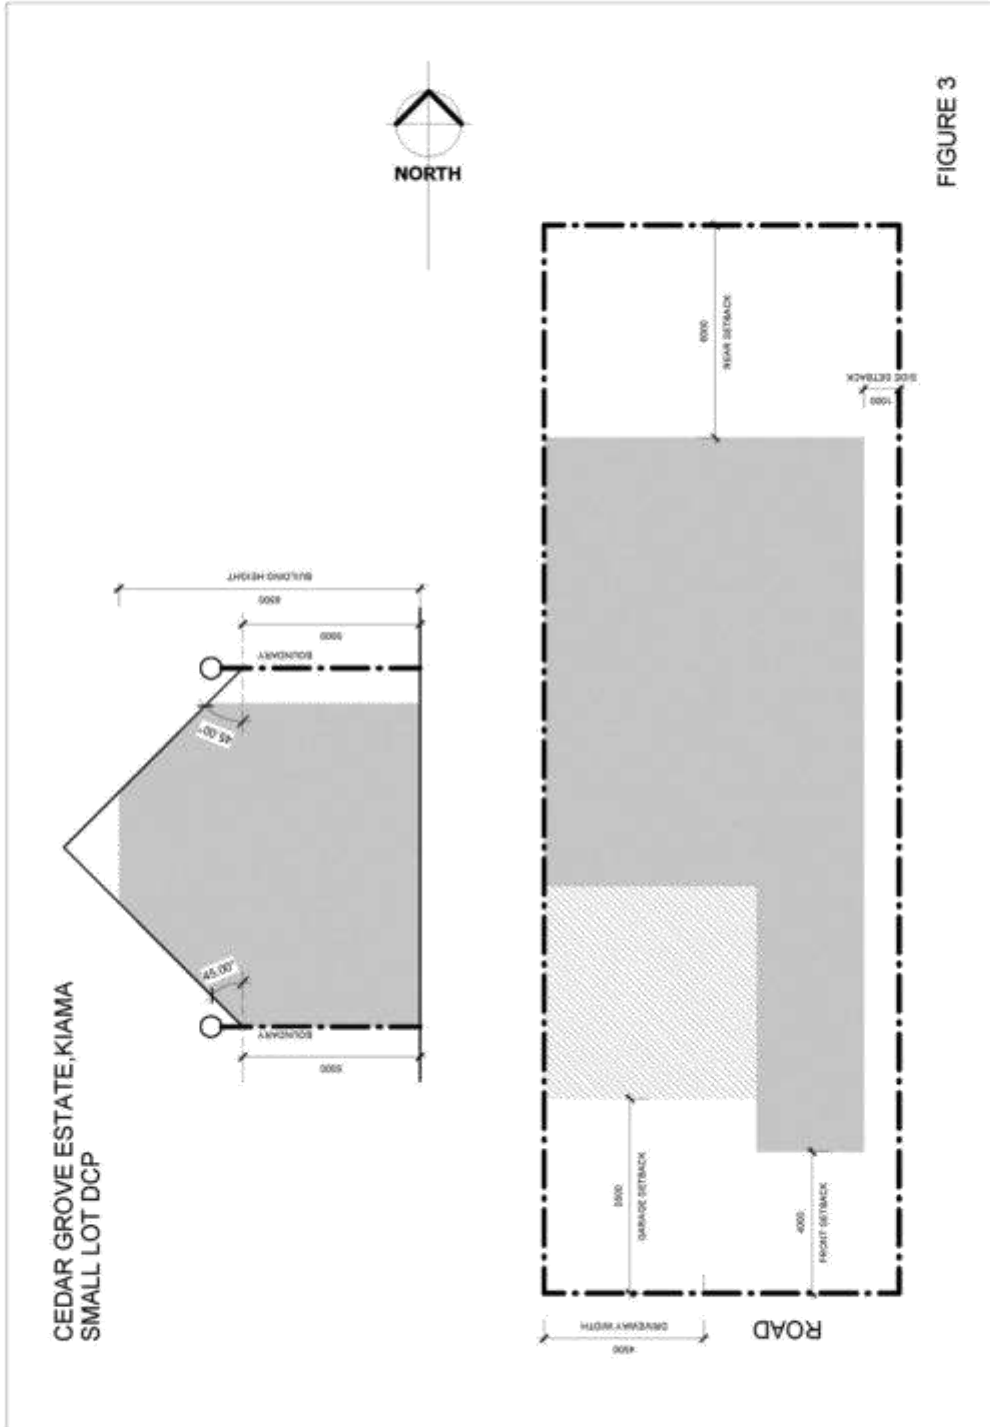 CEDAR GROVE ESTATE,KIAMA
SMALL LOT DCP
NORTH
FIGURE 3
BUILDING HEIGHT
8500
5000
BOUNDARY
45.00°
45.00°
BOUNDARY
5000
6000
REAR SETBACK
SIDE SETBACK
1000
5500
GARAGE SETBACK
4000
FRONT SETBACK
DRIVEWAY WIDTH
4500
ROAD